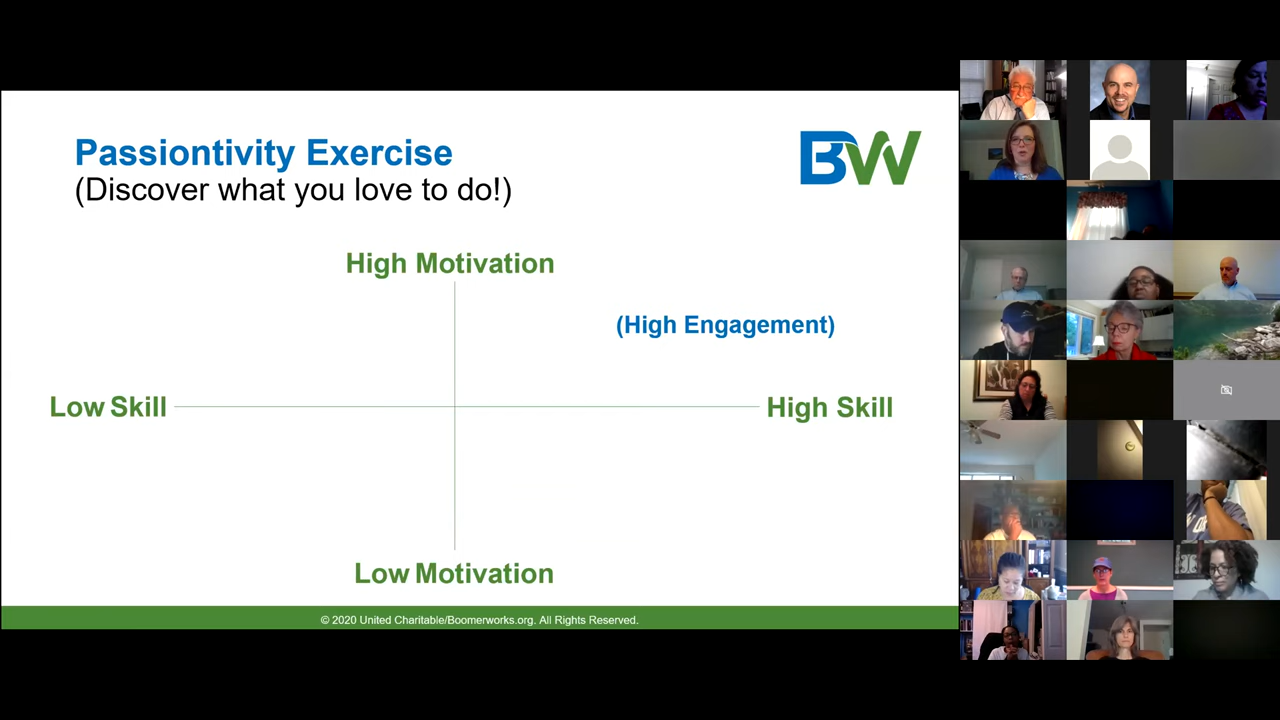 Passiontivity Exercise
(Discover what you love to do!)
BW
High Motivation
(High Engagement)
Low Skill
High Skill
Low Motivation
© 2020 United Charitable/Boomerworks.org. All Rights Reserved.